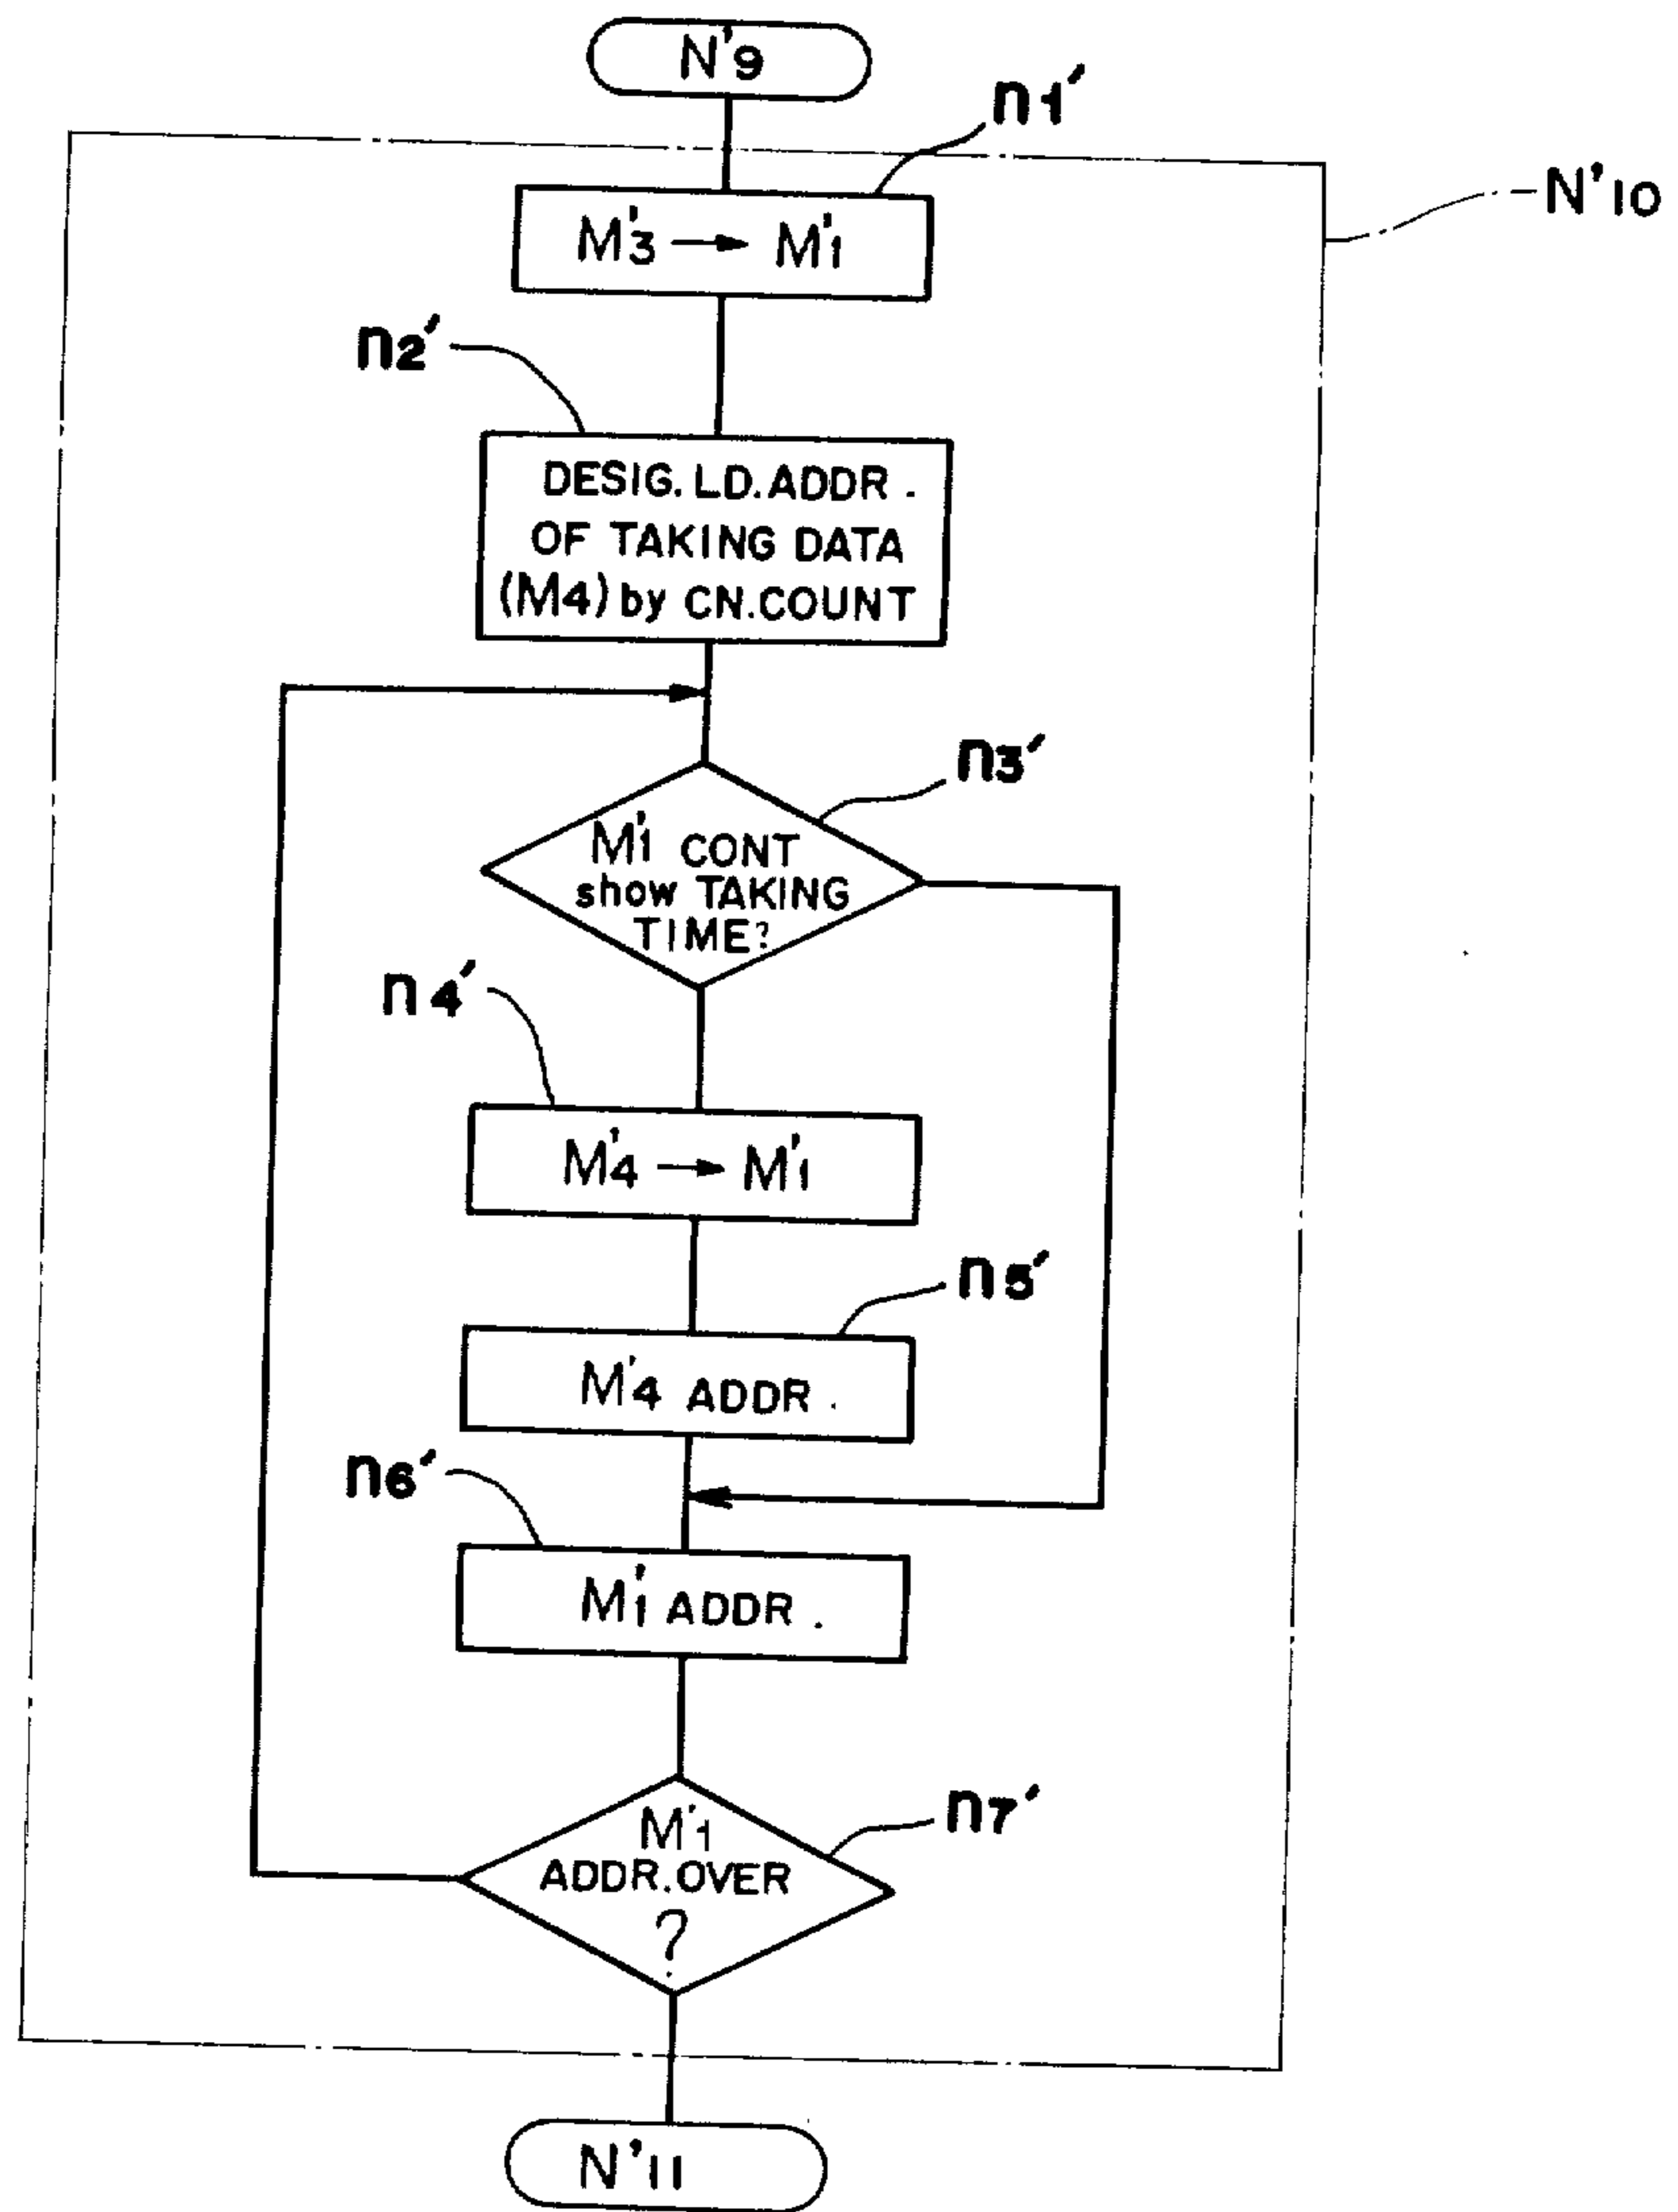 N'9
n1'
N'10
M'3 → M'1
n2'
DESIG. LD. ADDR.
OF TAKING DATA
(M4) by CN. COUNT
n3'
M'1 CONT
show TAKING
TIME?
n4'
M'4 → M'1
n5'
M'4 ADDR.
n6'
M'1 ADDR.
n7'
M'1
ADDR. OVER
?
N'11